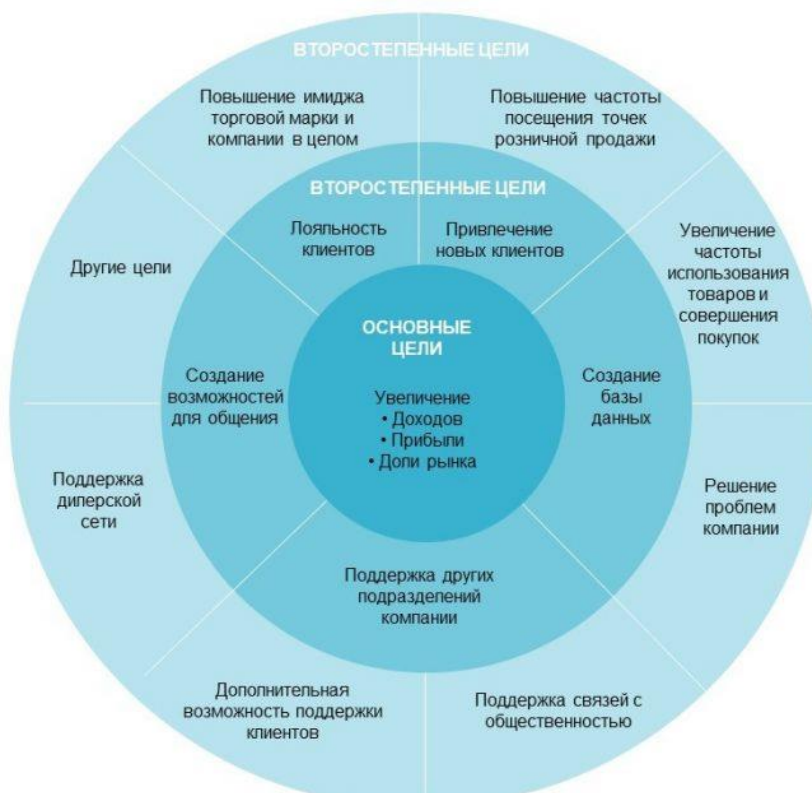 ВТОРОСТЕПЕННЫЕ ЦЕЛИ
Повышение имиджа
торговой марки и
компании в целом
Повышение частоты
посещения точек
розничной продажи
ВТОРОСТЕПЕННЫЕ ЦЕЛИ
Лояльность
клиентов
Привлечение
новых клиентов
Увеличение
частоты
использования
товаров и
совершения
покупок
Другие цели
ОСНОВНЫЕ
ЦЕЛИ
Увеличение
• Доходов
• Прибыли
• Доли рынка
Создание
возможностей
для общения
Создание
базы
данных
Поддержка
дилерской
сети
Решение
проблем
компании
Поддержка других
подразделений
компании
Дополнительная
возможность поддержки
клиентов
Поддержка связей с
общественностью